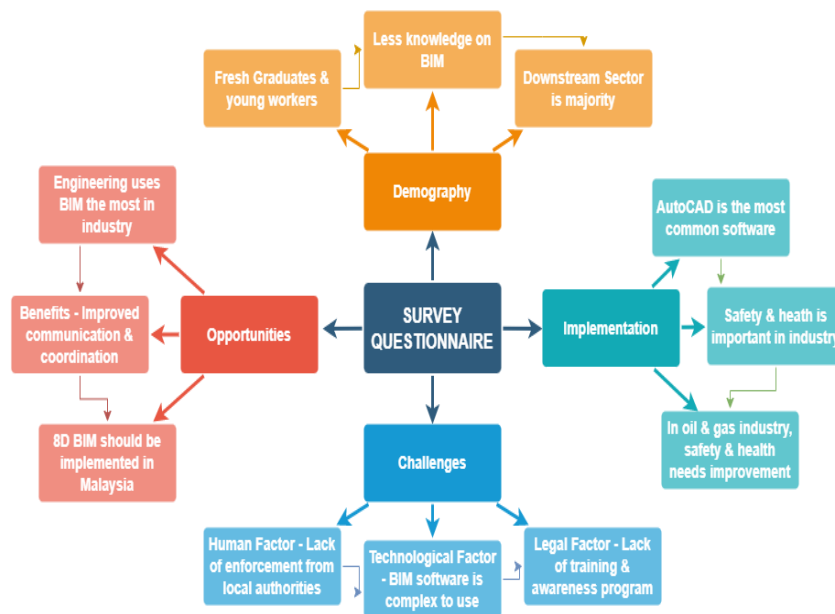 Less knowledge on
BIM
Fresh Graduates &
young workers
Downstream Sector
is majority
Demography
Engineering uses
BIM the most in
industry
AutoCAD is the most
common software
Benefits - Improved
communication &
coordination
Opportunities
SURVEY
QUESTIONNAIRE
Implementation
Safety & heath is
important in industry
8D BIM should be
implemented in
Malaysia
In oil & gas industry,
safety & health
needs improvement
Challenges
Human Factor - Lack
of enforcement from
local authorities
Technological Factor
- BIM software is
complex to use
Legal Factor - Lack
of training &
awareness program